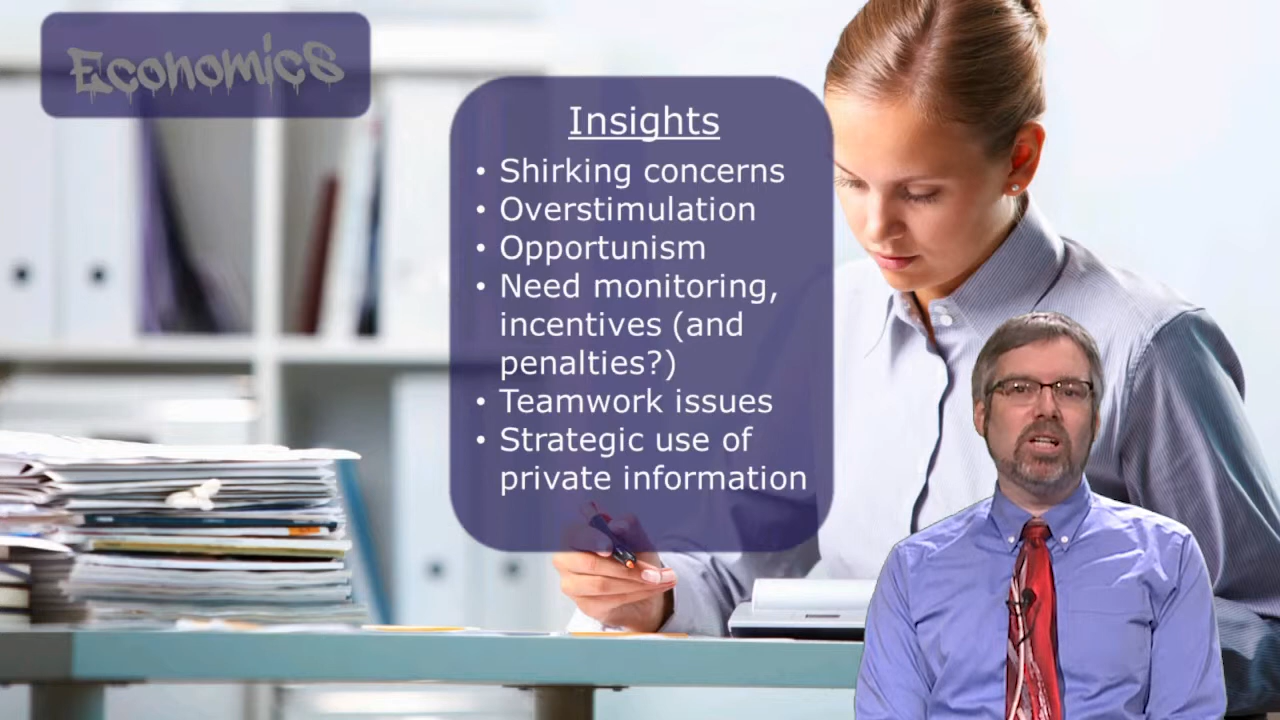 Economics
Insights
• Shirking concerns
• Overstimulation
• Opportunism
• Need monitoring,
incentives (and
penalties?)
• Teamwork issues
• Strategic use of
private information